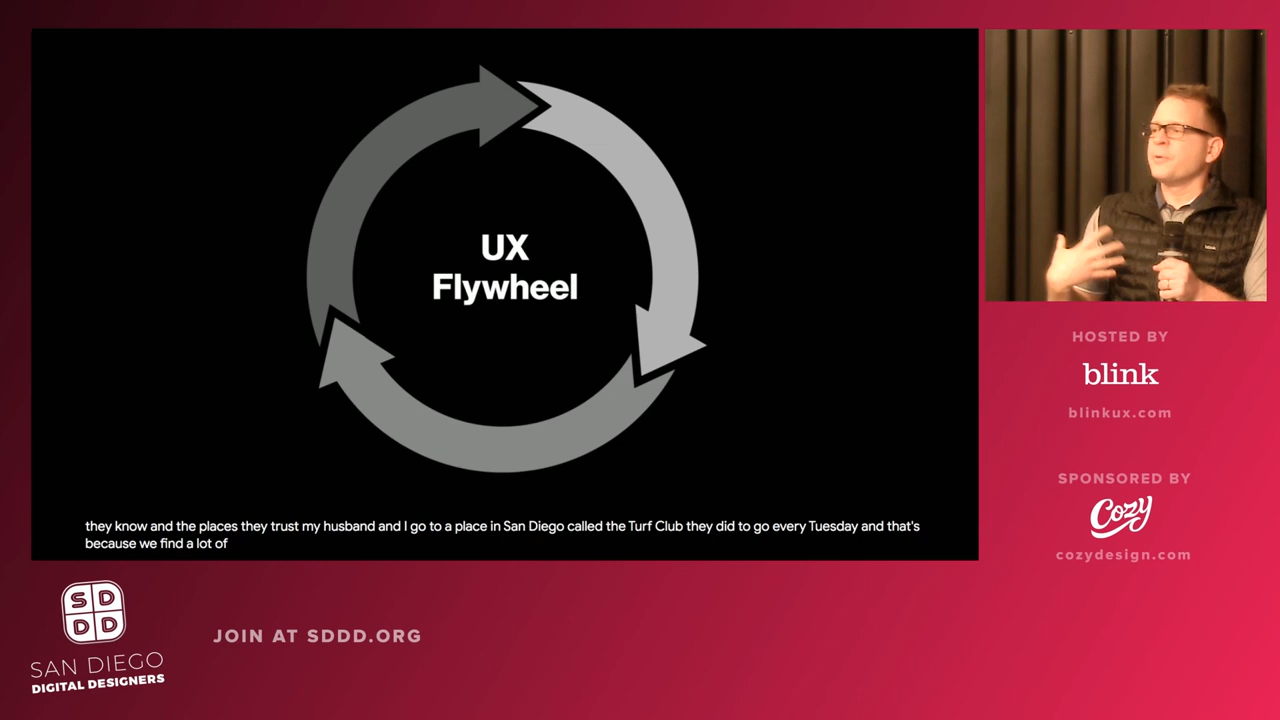 UX
Flywheel
they know and the places they trust my husband and I go to a place in San Diego called the Turf Club they did to go every Tuesday and that's
because we find a lot of
HOSTED BY
blink
blinkux.com
SPONSORED BY
Cozy
cozydesign.com
SD
DD
SAN DIEGO
DIGITAL DESIGNERS
JOIN AT SDDD.ORG